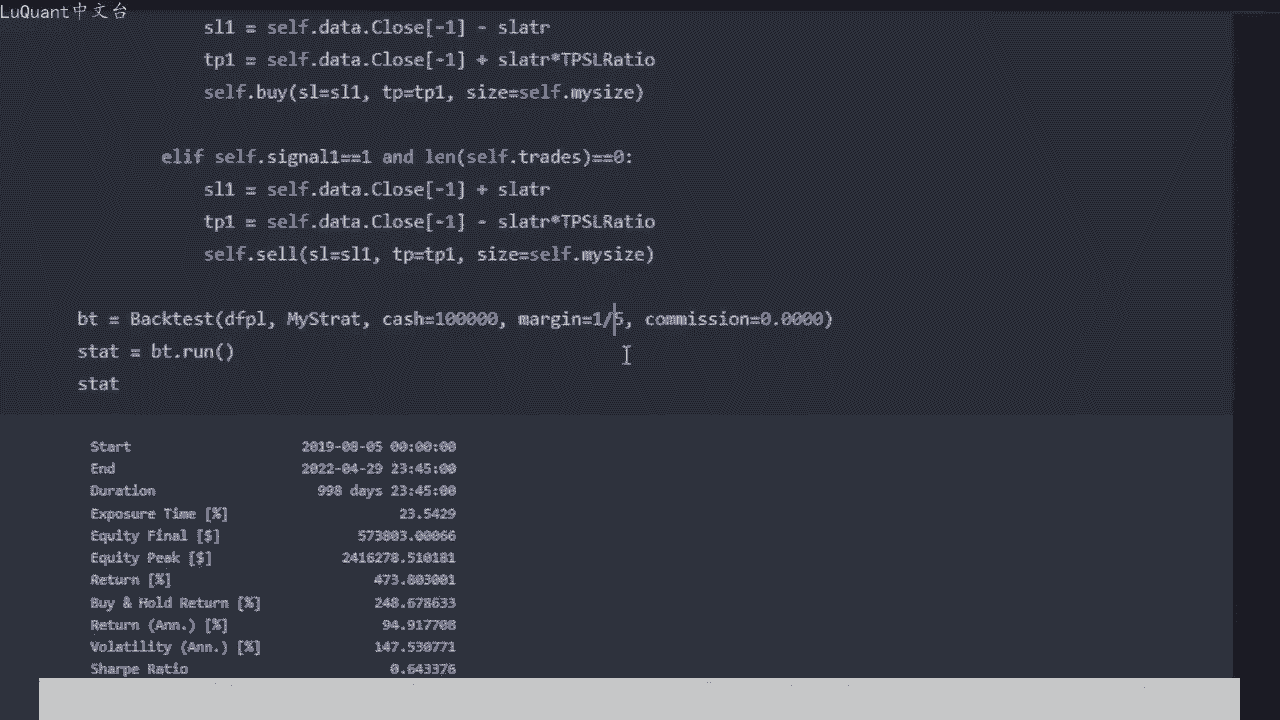 LuQuant中文台
sl1 = self.data.Close[-1] - slatr
tp1 = self.data.Close[-1] + slatr*TPSLRatio
self.buy(sl=sl1, tp=tp1, size=self.mysize)
elif self.signal1==1 and len(self.trades)==0:
sl1 = self.data.Close[-1] + slatr
tp1 = self.data.Close[-1] - slatr*TPSLRatio
self.sell(sl=sl1, tp=tp1, size=self.mysize)
bt = Backtest(dfpl, MyStrat, cash=100000, margin=1/5, commission=0.0000)
stat = bt.run()
stat
Start 2019-08-05 00:00:00
End 2022-04-29 23:45:00
Duration 998 days 23:45:00
Exposure Time [%] 23.5429
Equity Final [$] 573803.00066
Equity Peak [$] 2416278.510181
Return [%] 473.803001
Buy & Hold Return [%] 248.678633
Return (Ann.) [%] 94.917708
Volatility (Ann.) [%] 147.530771
Sharpe Ratio 0.643376